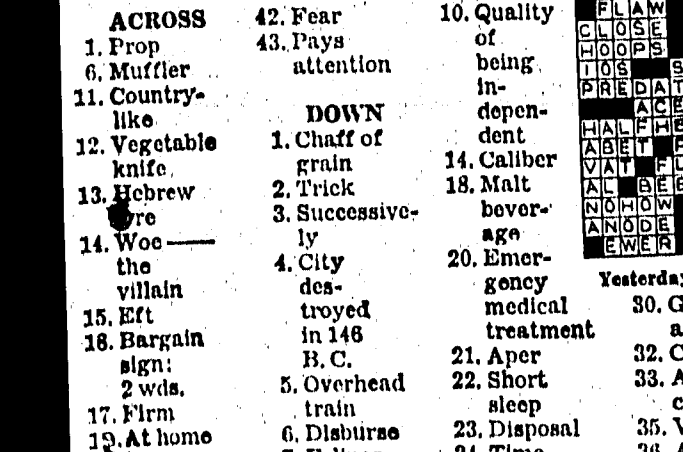 ACROSS
1. Prop
6. Muffler
11. Country-
like
12. Vegetable
knife
13. Hebrew
14. Woe ——
the
villain
15. Eft
16. Bargain
sign:
2 wds.
17. Firm
19. At home
42. Fear
43. Pays
attention
DOWN
1. Chaff of
grain
2. Trick
3. Successive-
ly
4. City
des-
troyed
in 146
B. C.
5. Overhead
train
6. Disburse
10. Quality
of
being
in-
depen-
dent
14. Caliber
18. Malt
bever-
age
20. Emer-
gency
medical
treatment
21. Aper
22. Short
sleep
23. Disposal
24. Time
FLAW
CLOSE
HOOPS
IOS S
PREDAT
ACE
HALFHE
ABET
VAT FL
AL BEE
NOHOW
ANODE
EWER
Yesterday
30. G
32. C
33. A
35. V